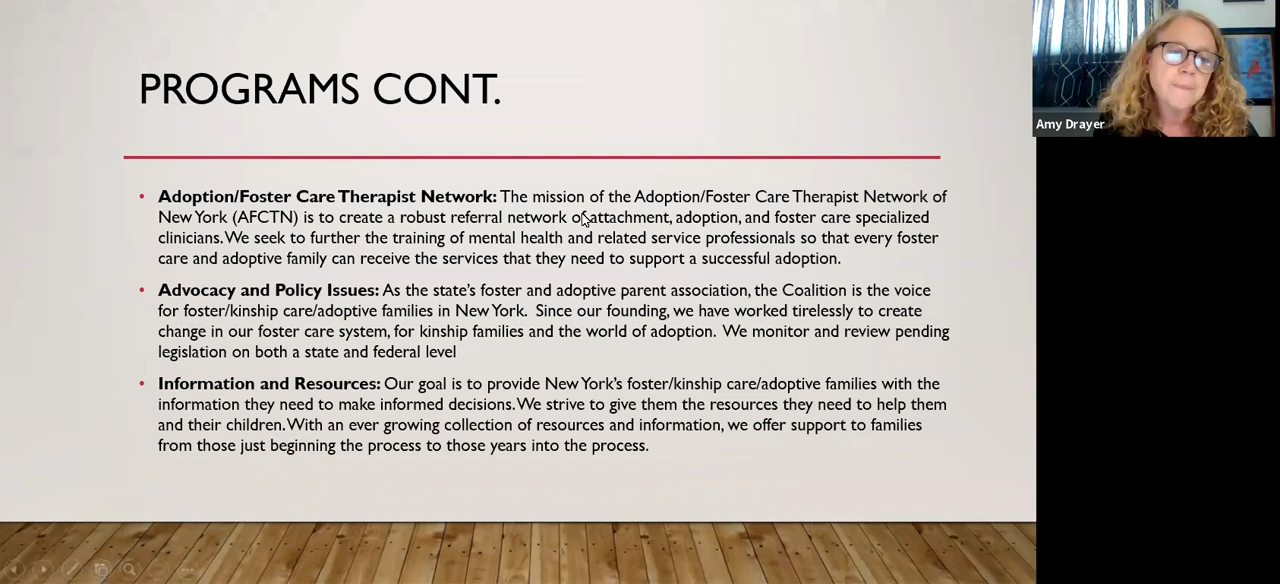 PROGRAMS CONT.
Amy Drayer
• Adoption/Foster Care Therapist Network: The mission of the Adoption/Foster Care Therapist Network of
New York (AFCTN) is to create a robust referral network of attachment, adoption, and foster care specialized
clinicians. We seek to further the training of mental health and related service professionals so that every foster
care and adoptive family can receive the services that they need to support a successful adoption.
• Advocacy and Policy Issues: As the state's foster and adoptive parent association, the Coalition is the voice
for foster/kinship care/adoptive families in New York. Since our founding, we have worked tirelessly to create
change in our foster care system, for kinship families and the world of adoption. We monitor and review pending
legislation on both a state and federal level
• Information and Resources: Our goal is to provide New York's foster/kinship care/adoptive families with the
information they need to make informed decisions. We strive to give them the resources they need to help them
and their children. With an ever growing collection of resources and information, we offer support to families
from those just beginning the process to those years into the process.